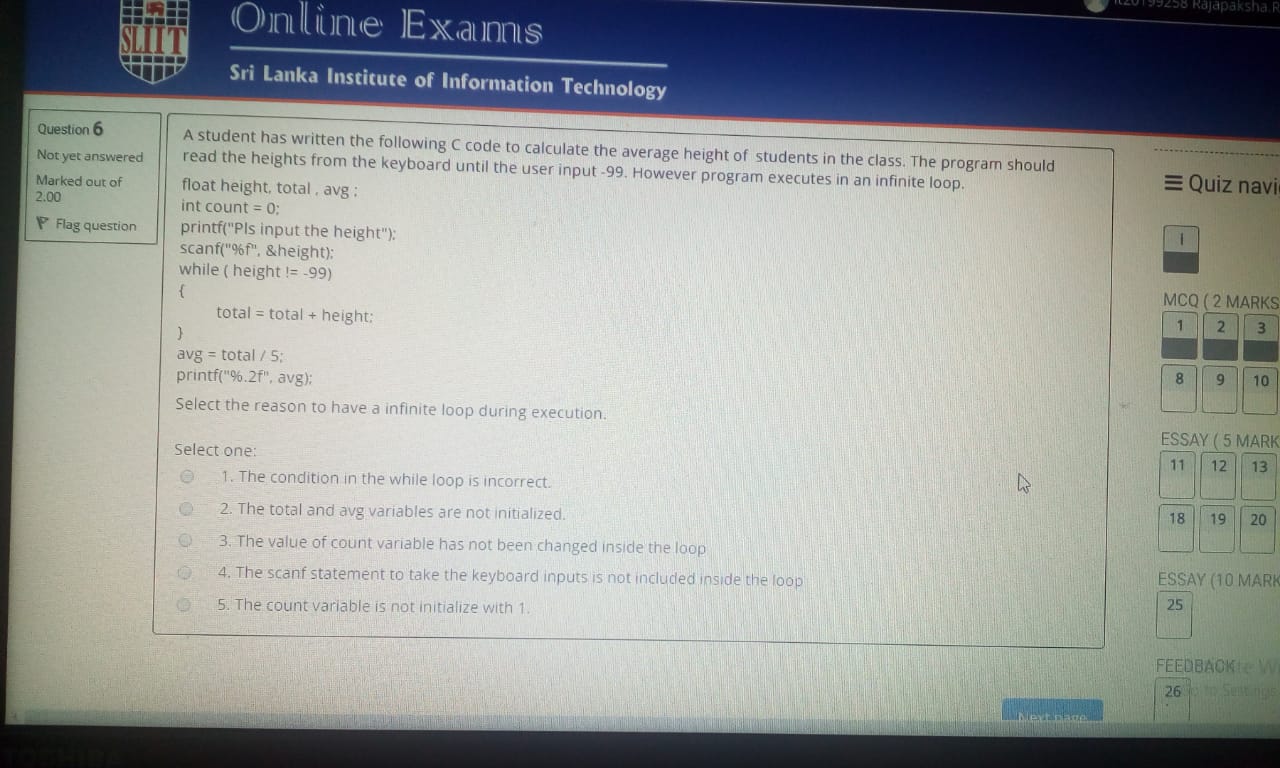 SLIIT
Online Exams
Sri Lanka Institute of Information Technology
Rajapaksha.R
Question 6
Not yet answered
Marked out of
2.00
Flag question
A student has written the following C code to calculate the average height of students in the class. The program should
read the heights from the keyboard until the user input -99. However program executes in an infinite loop.
float height, total , avg ;
int count = 0;
printf("Pls input the height");
scanf("%f", &height);
while ( height != -99)
{
total = total + height;
}
avg = total / 5;
printf("%.2f", avg);
Select the reason to have a infinite loop during execution.
Select one:
1. The condition in the while loop is incorrect.
2. The total and avg variables are not initialized.
3. The value of count variable has not been changed inside the loop
4. The scanf statement to take the keyboard inputs is not included inside the loop
5. The count variable is not initialize with 1.
Next page
Quiz navi
I
MCQ ( 2 MARKS
1 2 3
8 9 10
ESSAY ( 5 MARK
11 12 13
18 19 20
ESSAY (10 MARK
25
FEEDBACK
26
TOSHIBA